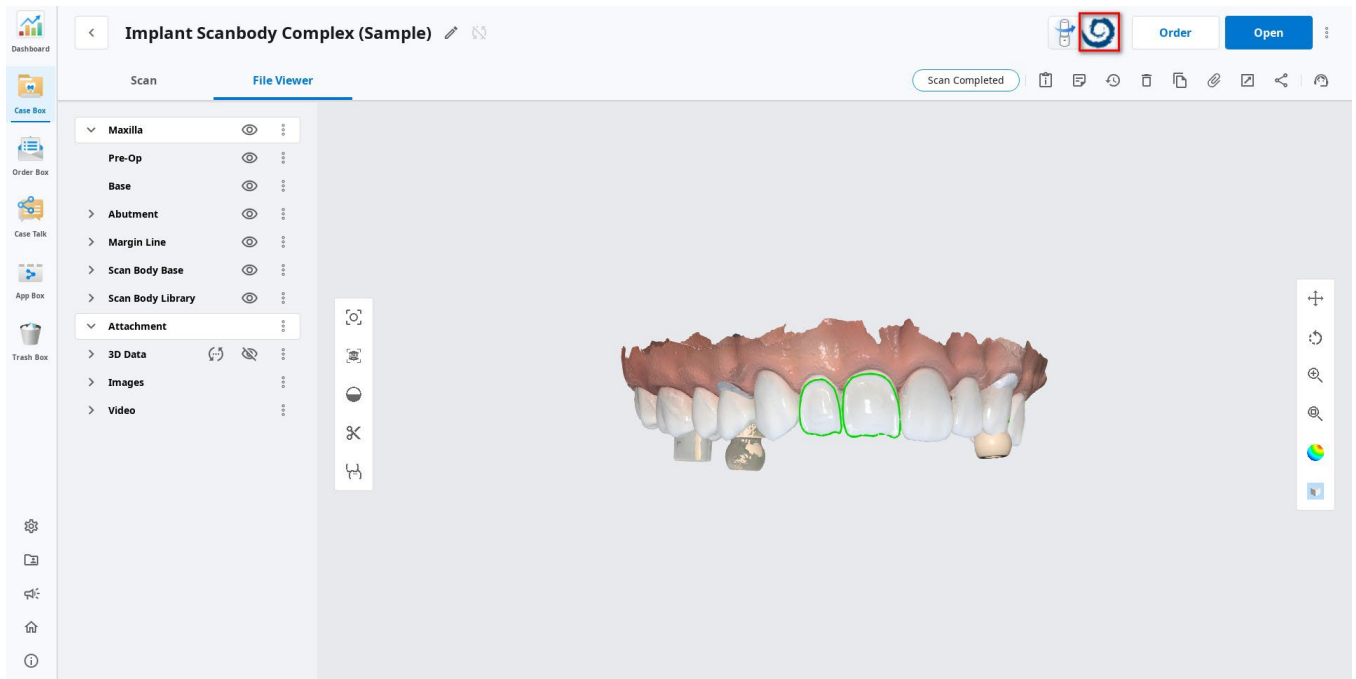 Dashboard
Case Box
Order Box
Case Talk
App Box
Trash Box
Implant Scanbody Complex (Sample)
Order
Open
Scan
File Viewer
Scan Completed
Maxilla
Pre-Op
Base
Abutment
Margin Line
Scan Body Base
Scan Body Library
Attachment
3D Data
Images
Video